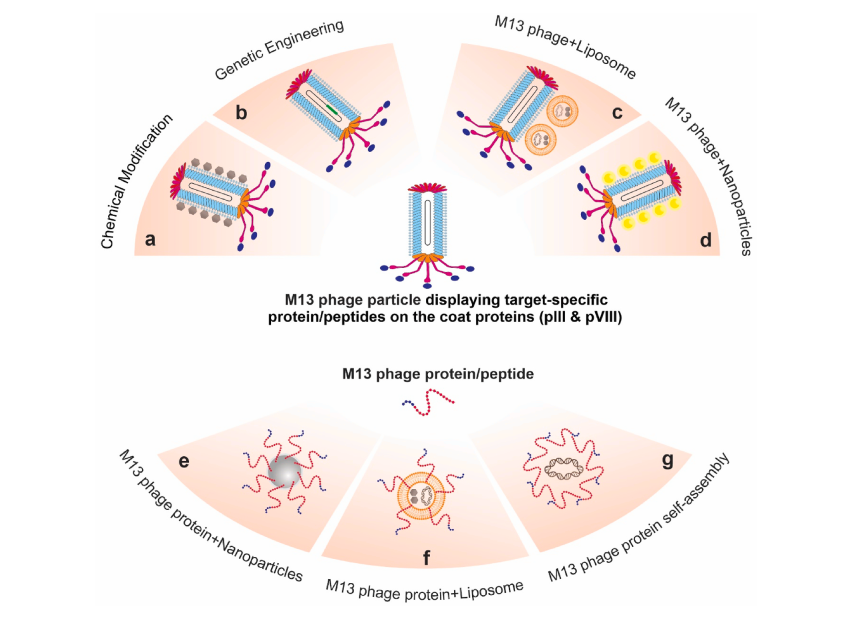 Chemical Modification
a
Genetic Engineering
b
M13 phage+Liposome
c
M13 phage+Nanoparticles
d
M13 phage particle displaying target-specific
protein/peptides on the coat proteins (pIII & pVIII)
M13 phage protein/peptide
e
M13 phage protein+Nanoparticles
f
M13 phage protein+Liposome
g
M13 phage protein self-assembly